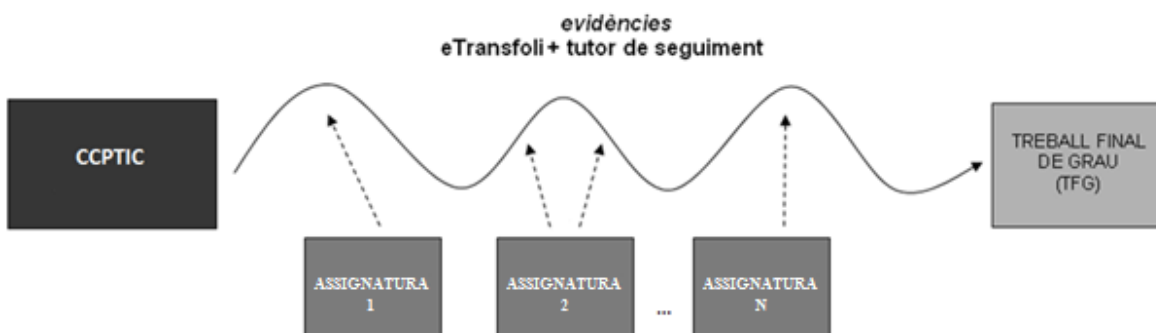 evidències
eTransfoli + tutor de seguiment
CCPTIC
TREBALL FINAL
DE GRAU
(TFG)
ASSIGNATURA
1
ASSIGNATURA
2
...
ASSIGNATURA
N